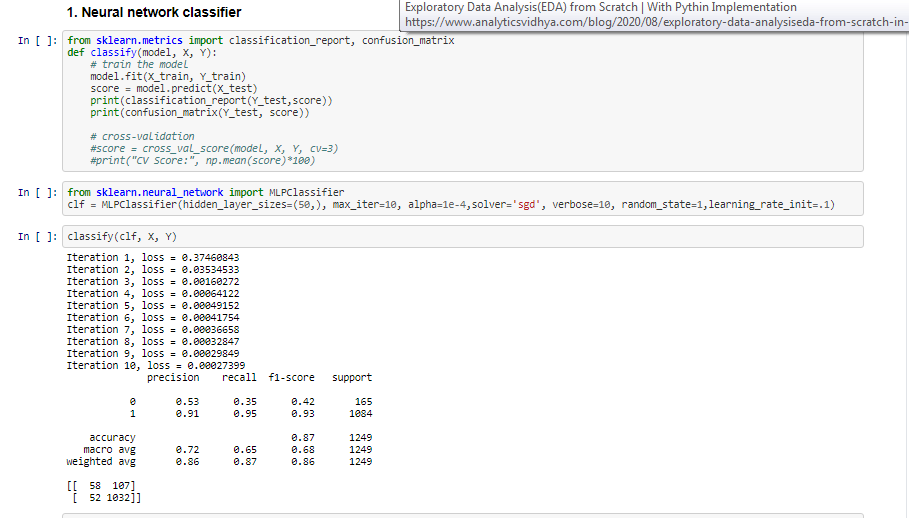 Exploratory Data Analysis(EDA) from Scratch | With Pythin Implementation
https://www.analyticsvidhya.com/blog/2020/08/exploratory-data-analysiseda-from-scratch-in-
1. Neural network classifier
In [ ]: from sklearn.metrics import classification_report, confusion_matrix
def classify(model, X, Y):
# train the model
model.fit(X_train, Y_train)
score = model.predict(X_test)
print(classification_report(Y_test,score))
print(confusion_matrix(Y_test, score))
# cross-validation
#score = cross_val_score(model, X, Y, cv=3)
#print("CV Score:", np.mean(score)*100)
In [ ]: from sklearn.neural_network import MLPClassifier
clf = MLPClassifier(hidden_layer_sizes=(50,), max_iter=10, alpha=1e-4,solver='sgd', verbose=10, random_state=1,learning_rate_init=.1)
In [ ]: classify(clf, X, Y)
Iteration 1, loss = 0.37460843
Iteration 2, loss = 0.03534533
Iteration 3, loss = 0.00160272
Iteration 4, loss = 0.00064122
Iteration 5, loss = 0.00049152
Iteration 6, loss = 0.00041754
Iteration 7, loss = 0.00036658
Iteration 8, loss = 0.00032847
Iteration 9, loss = 0.00029849
Iteration 10, loss = 0.00027399
precision recall f1-score support
0 0.53 0.35 0.42 165
1 0.91 0.95 0.93 1084
accuracy 0.87 1249
macro avg 0.72 0.65 0.68 1249
weighted avg 0.86 0.87 0.86 1249
[[ 58 107]
[ 52 1032]]